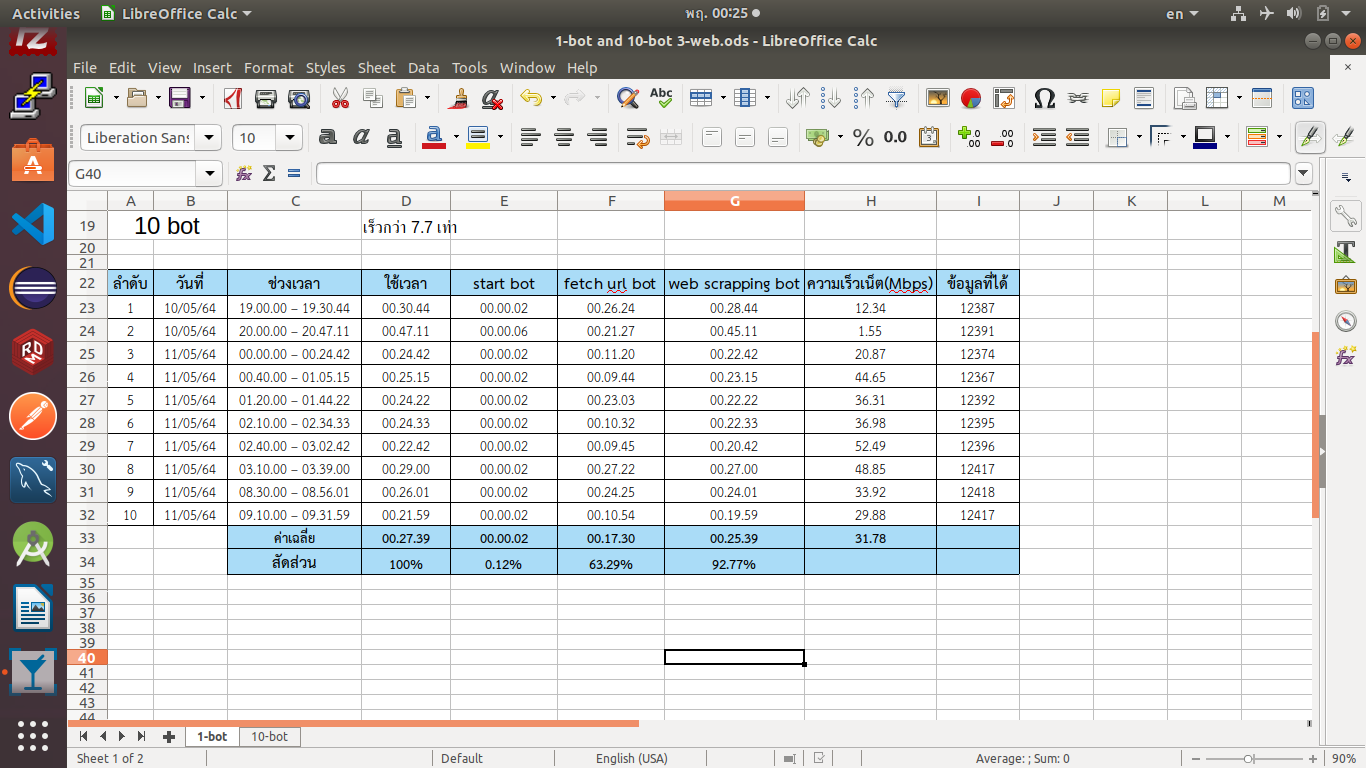 Activities LibreOffice Calc พฤ. 00:25 en
1-bot and 10-bot 3-web.ods - LibreOffice Calc
File Edit View Insert Format Styles Sheet Data Tools Window Help
Liberation Sans 10
G40
A B C D E F G H I J K L M
19 10 bot เร็วกว่า 7.7 เท่า
20
21
22 ลำดับ วันที่ ช่วงเวลา ใช้เวลา start bot fetch url bot web scrapping bot ความเร็วเน็ต(Mbps) ข้อมูลที่ได้
23 1 10/05/64 19.00.00 – 19.30.44 00.30.44 00.00.02 00.26.24 00.28.44 12.34 12387
24 2 10/05/64 20.00.00 – 20.47.11 00.47.11 00.00.06 00.21.27 00.45.11 1.55 12391
25 3 11/05/64 00.00.00 – 00.24.42 00.24.42 00.00.02 00.11.20 00.22.42 20.87 12374
26 4 11/05/64 00.40.00 – 01.05.15 00.25.15 00.00.02 00.09.44 00.23.15 44.65 12367
27 5 11/05/64 01.20.00 – 01.44.22 00.24.22 00.00.02 00.23.03 00.22.22 36.31 12392
28 6 11/05/64 02.10.00 – 02.34.33 00.24.33 00.00.02 00.10.32 00.22.33 36.98 12395
29 7 11/05/64 02.40.00 – 03.02.42 00.22.42 00.00.02 00.09.45 00.20.42 52.49 12396
30 8 11/05/64 03.10.00 – 03.39.00 00.29.00 00.00.02 00.27.22 00.27.00 48.85 12417
31 9 11/05/64 08.30.00 – 08.56.01 00.26.01 00.00.02 00.24.25 00.24.01 33.92 12418
32 10 11/05/64 09.10.00 – 09.31.59 00.21.59 00.00.02 00.10.54 00.19.59 29.88 12417
33 ค่าเฉลี่ย 00.27.39 00.00.02 00.17.30 00.25.39 31.78
34 สัดส่วน 100% 0.12% 63.29% 92.77%
35
36
37
38
39
40
41
42
43
44
1-bot 10-bot
Sheet 1 of 2 Default English (USA) Average: ; Sum: 0 90%